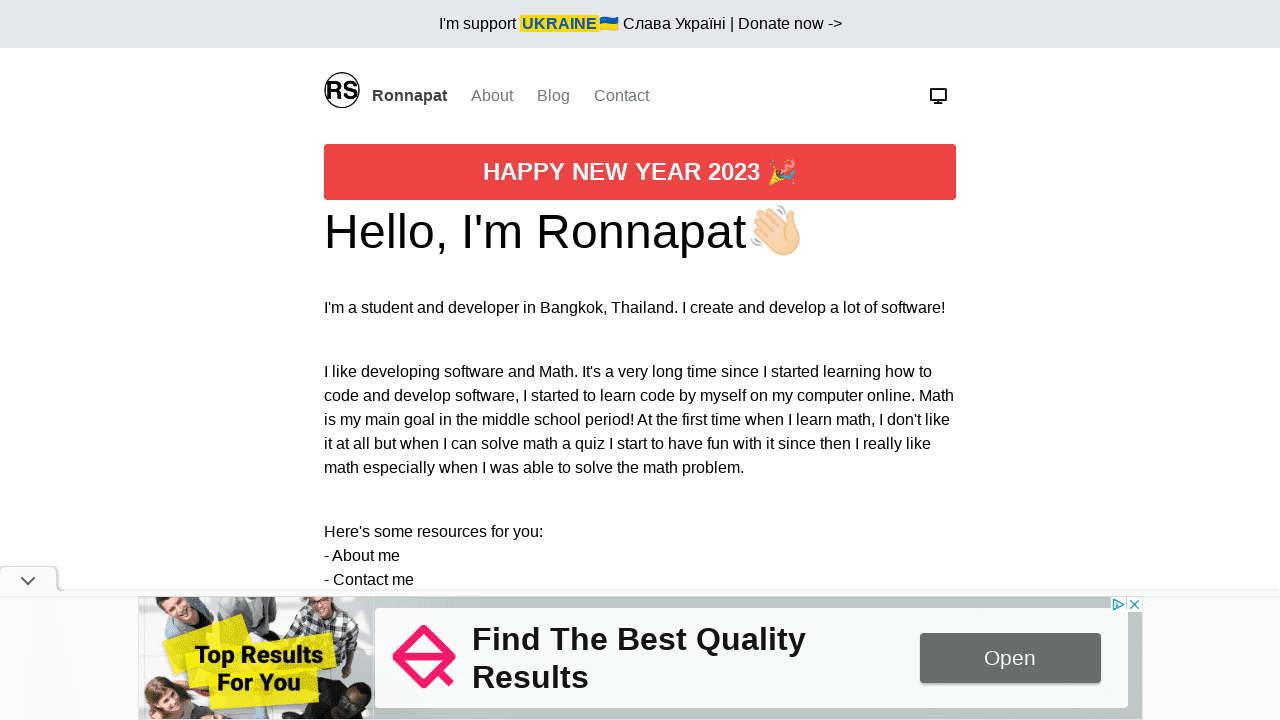 I'm support UKRAINE🇺🇦 Слава Україні | Donate now ->
RS
Ronnapat About Blog Contact
HAPPY NEW YEAR 2023 🎉
Hello, I'm Ronnapat👋🏻
I'm a student and developer in Bangkok, Thailand. I create and develop a lot of software!
I like developing software and Math. It's a very long time since I started learning how to
code and develop software, I started to learn code by myself on my computer online. Math
is my main goal in the middle school period! At the first time when I learn math, I don't like
it at all but when I can solve math a quiz I start to have fun with it since then I really like
math especially when I was able to solve the math problem.
Here's some resources for you:
- About me
- Contact me
Top Results
For You
Find The Best Quality
Results
Open